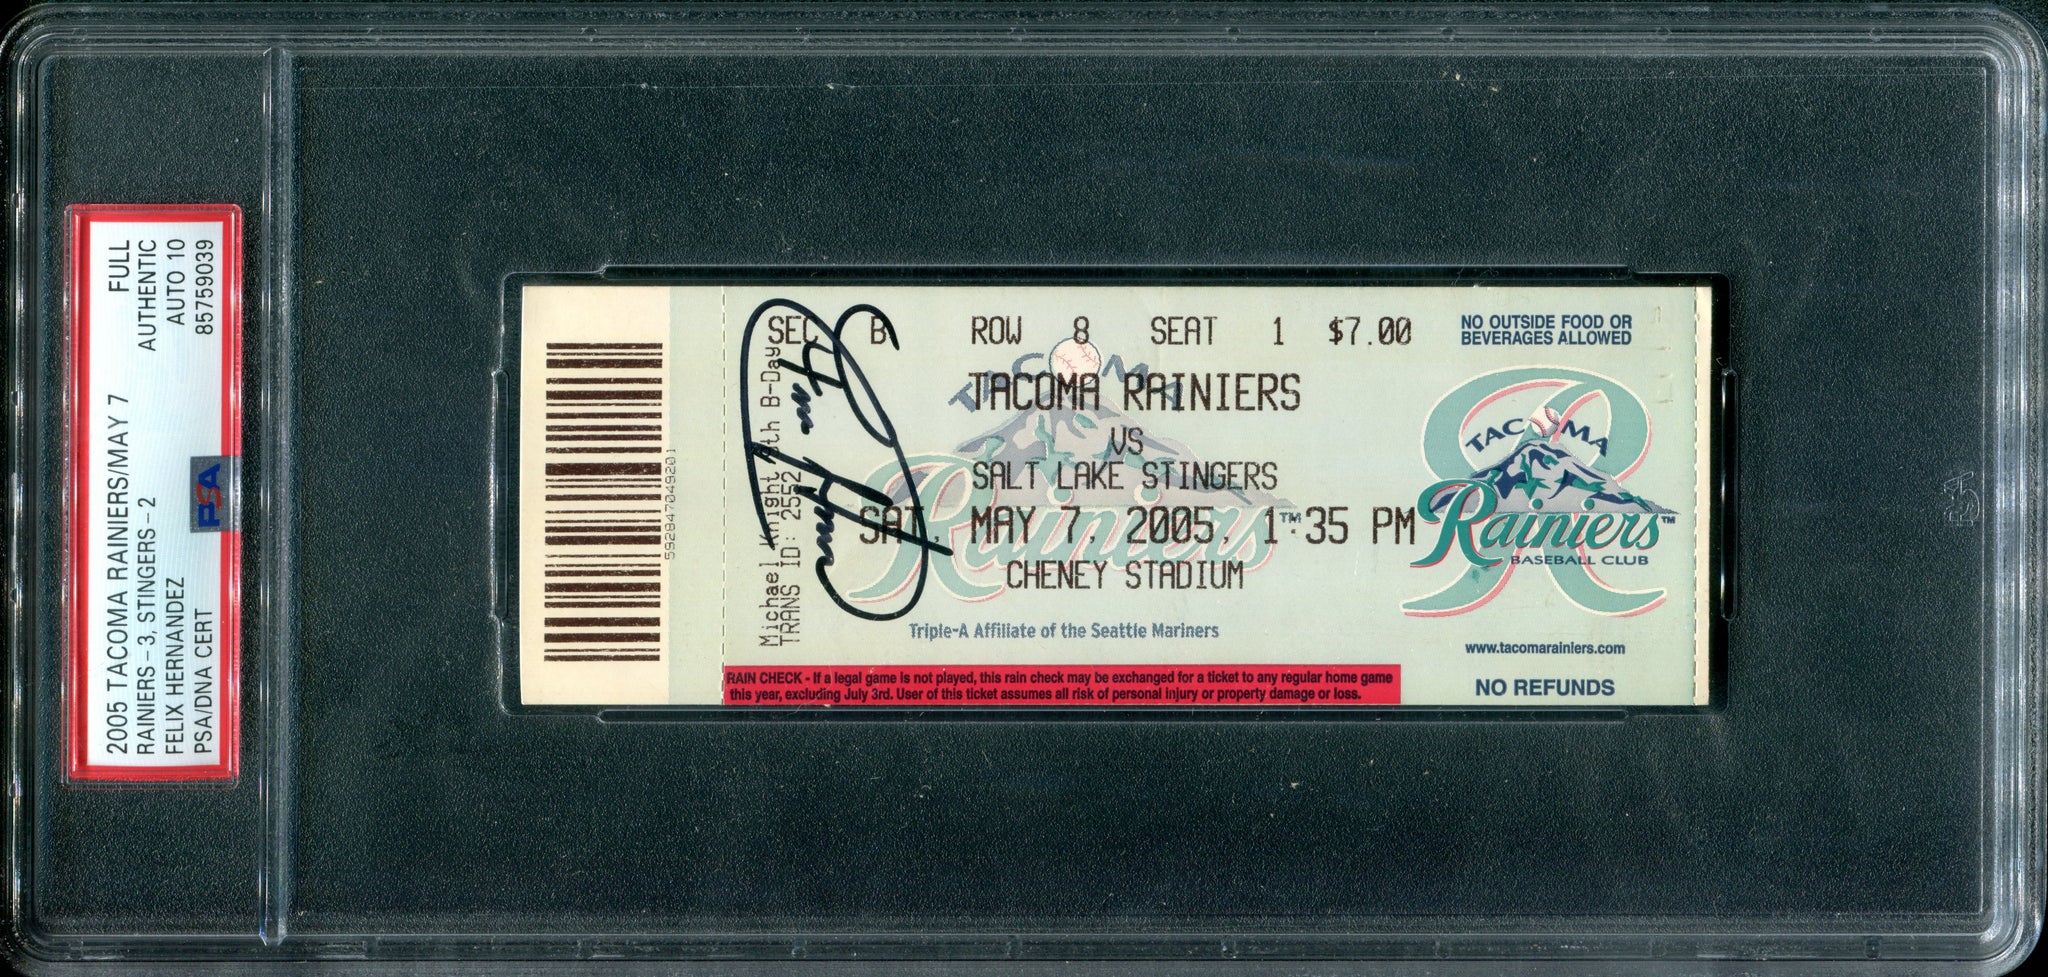 2005 TACOMA RAINIERS/MAY 7 FULL
RAINIERS - 3, STINGERS - 2 AUTHENTIC
FELIX HERNANDEZ AUTO 10
PSA/DNA CERT 85759039
PSA
592847049201
Michael Knight 9th B-Day
TRANS ID: 2552
SEC B ROW 8 SEAT 1 $7.00
TACOMA
TACOMA RAINIERS
VS
SALT LAKE STINGERS
SAT, MAY 7, 2005, 1:35 PM
Rainiers™
CHENEY STADIUM
Triple-A Affiliate of the Seattle Mariners
RAIN CHECK - If a legal game is not played, this rain check may be exchanged for a ticket to any regular home game
this year, excluding July 3rd. User of this ticket assumes all risk of personal injury or property damage or loss.
NO OUTSIDE FOOD OR
BEVERAGES ALLOWED
R
TACOMA
Rainiers™
BASEBALL CLUB
www.tacomarainiers.com
NO REFUNDS